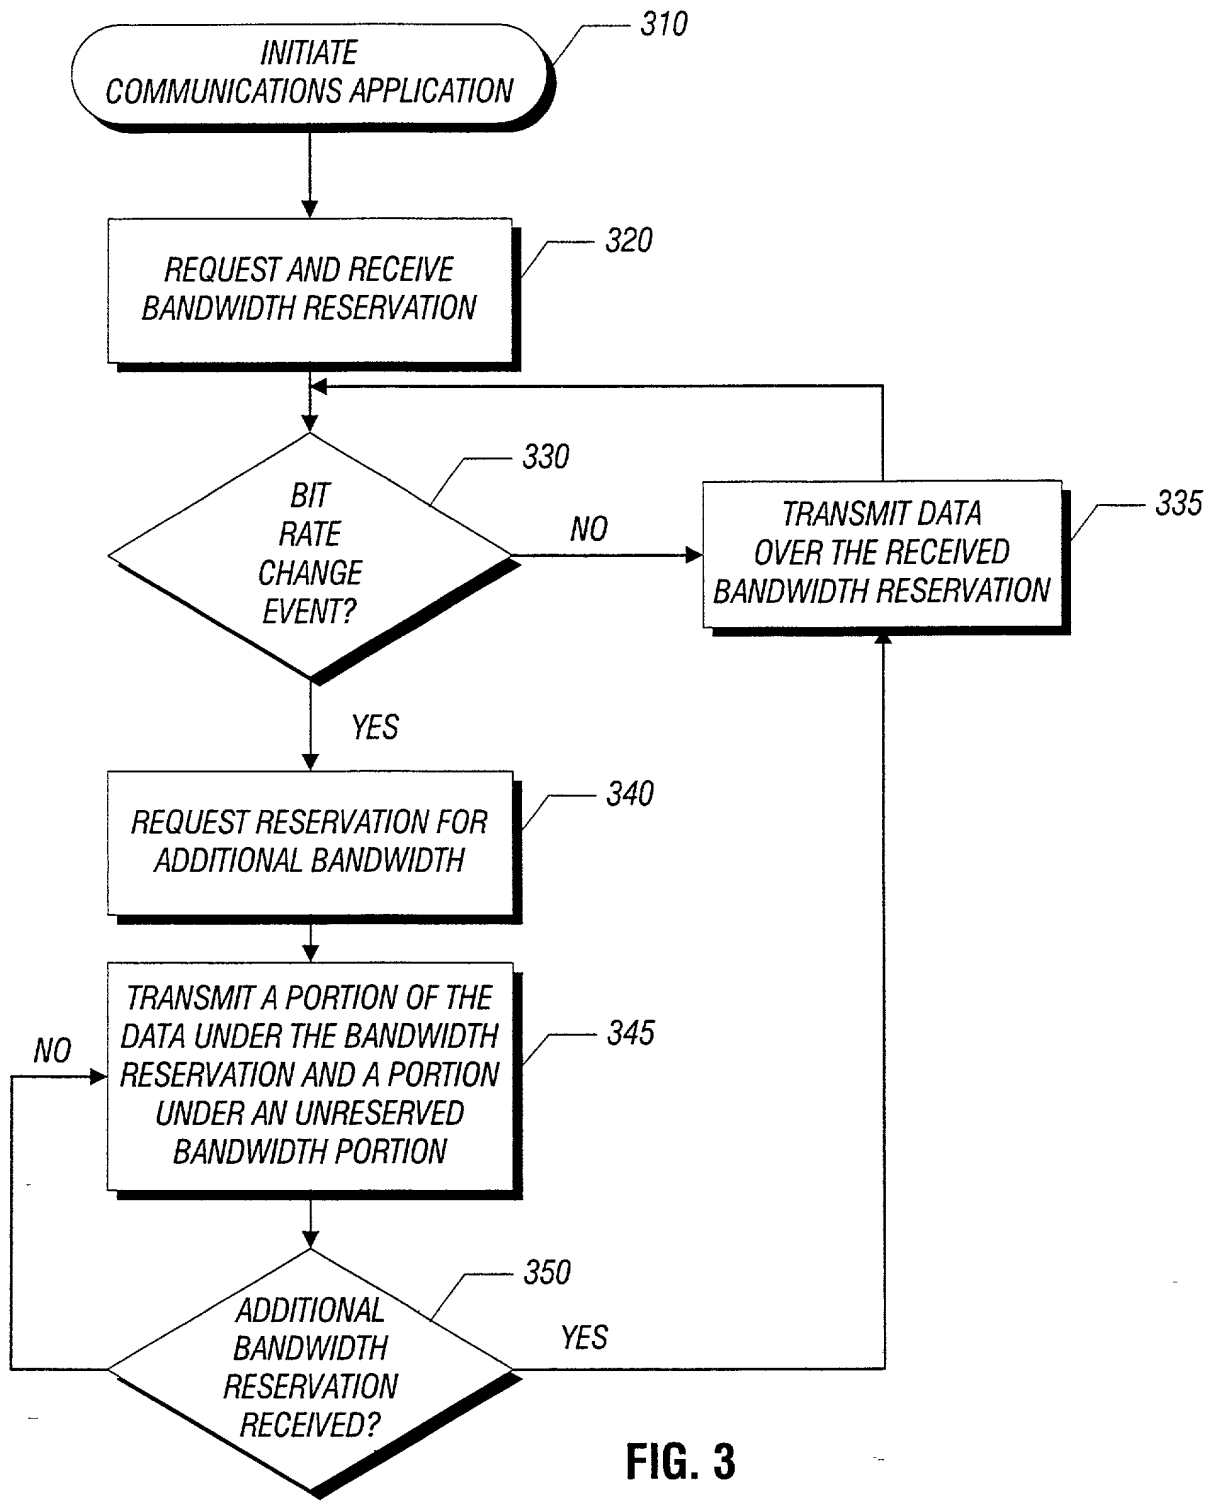 310
INITIATE
COMMUNICATIONS APPLICATION
320
REQUEST AND RECEIVE
BANDWIDTH RESERVATION
330
BIT
RATE
CHANGE
EVENT?
NO
335
TRANSMIT DATA
OVER THE RECEIVED
BANDWIDTH RESERVATION
YES
340
REQUEST RESERVATION FOR
ADDITIONAL BANDWIDTH
345
TRANSMIT A PORTION OF THE
DATA UNDER THE BANDWIDTH
RESERVATION AND A PORTION
UNDER AN UNRESERVED
BANDWIDTH PORTION
NO
350
ADDITIONAL
BANDWIDTH
RESERVATION
RECEIVED?
YES
FIG. 3